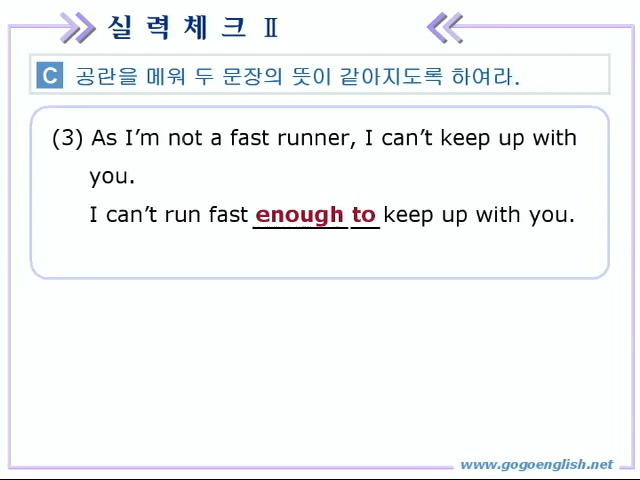 실 력 체 크 Ⅱ
C 공란을 메워 두 문장의 뜻이 같아지도록 하여라.
(3) As I’m not a fast runner, I can’t keep up with
you.
I can’t run fast enough to keep up with you.
www.gogoenglish.net